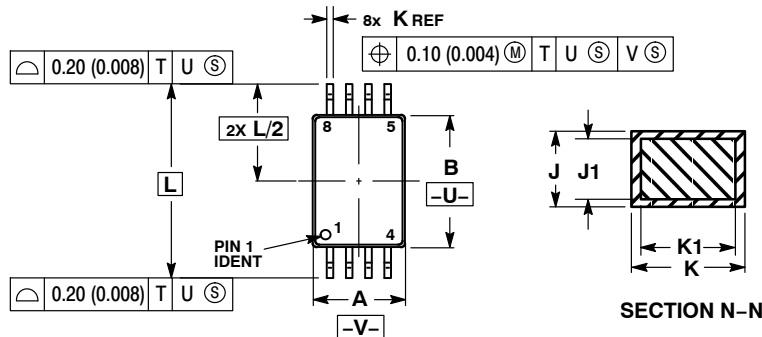 8x K REF
⌓ 0.20 (0.008) T U Ⓢ
⌖ 0.10 (0.004) Ⓜ T U Ⓢ V Ⓢ
2X L/2
8 5
L
B
–U–
J J1
PIN 1
IDENT
1 4
K1
K
⌓ 0.20 (0.008) T U Ⓢ
A
–V–
SECTION N–N